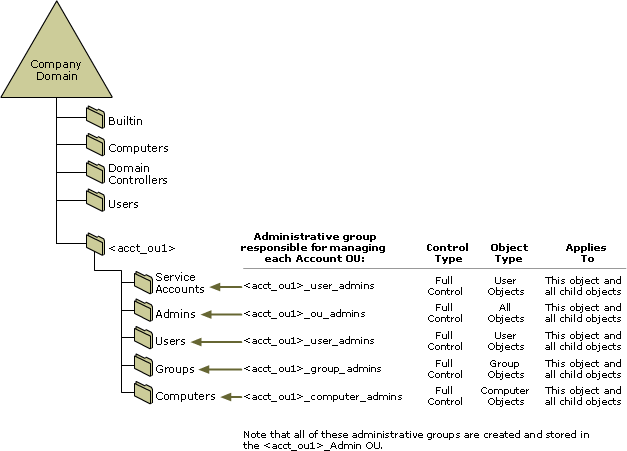 Company
Domain
Builtin
Computers
Domain
Controllers
Users
<acct_ou1>
Administrative group
responsible for managing
each Account OU:
Control
Type
Object
Type
Applies
To
Service
Accounts
<acct_ou1>_user_admins
Full
Control
User
Objects
This object and
all child objects
Admins
<acct_ou1>_ou_admins
Full
Control
All
Objects
This object and
all child objects
Users
<acct_ou1>_user_admins
Full
Control
User
Objects
This object and
all child objects
Groups
<acct_ou1>_group_admins
Full
Control
Group
Objects
This object and
all child objects
Computers
<acct_ou1>_computer_admins
Full
Control
Computer
Objects
This object and
all child objects
Note that all of these administrative groups are created and stored in
the <acct_ou1>_Admin OU.